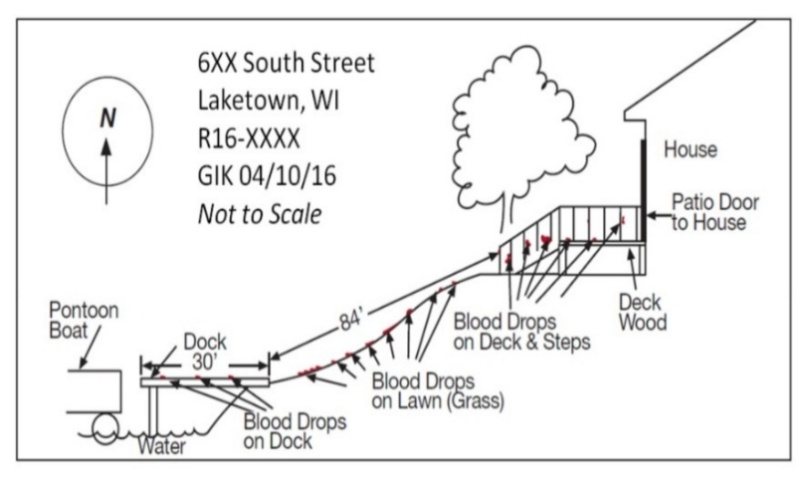 6XX South Street
Laketown, WI
R16-XXXX
GIK 04/10/16
Not to Scale
N
House
Patio Door
to House
Deck
Wood
Blood Drops
on Deck & Steps
84'
Blood Drops
on Lawn (Grass)
Pontoon
Boat
Dock
30'
Blood Drops
on Dock
Water